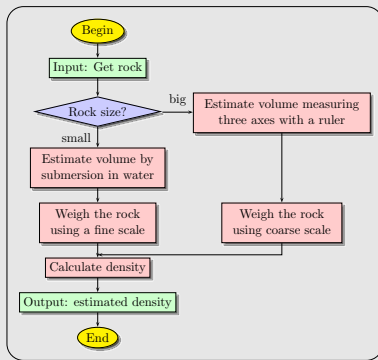 Begin
Input: Get rock
Rock size?
big
Estimate volume measuring
three axes with a ruler
small
Estimate volume by
submersion in water
Weigh the rock
using a fine scale
Weigh the rock
using coarse scale
Calculate density
Output: estimated density
End